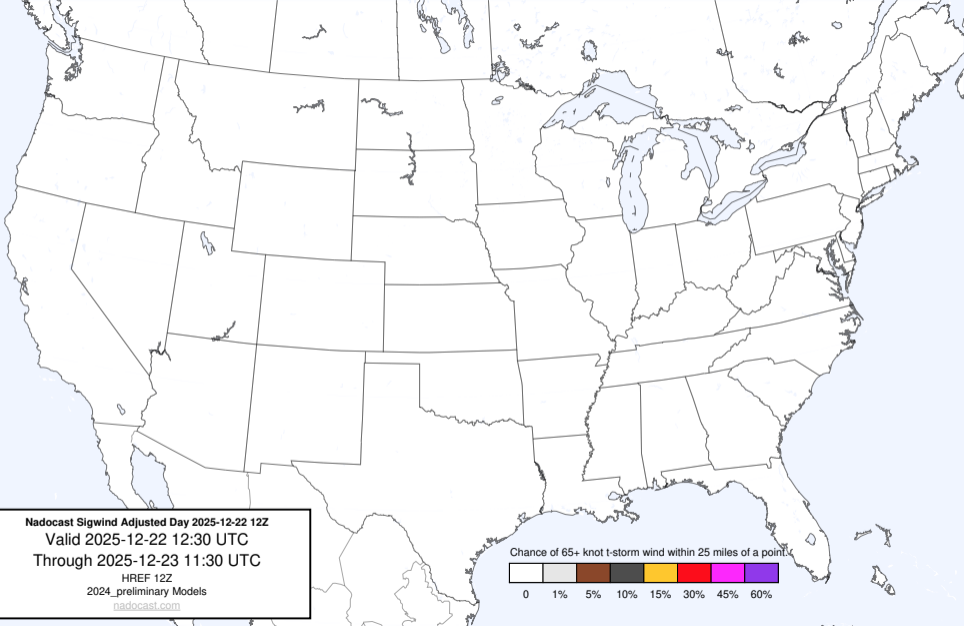 Nadocast Sigwind Adjusted Day 2025-12-22 12Z
Valid 2025-12-22 12:30 UTC
Through 2025-12-23 11:30 UTC
HREF 12Z
2024_preliminary Models
nadocast.com
Chance of 65+ knot t-storm wind within 25 miles of a point.
0 1% 5% 10% 15% 30% 45% 60%